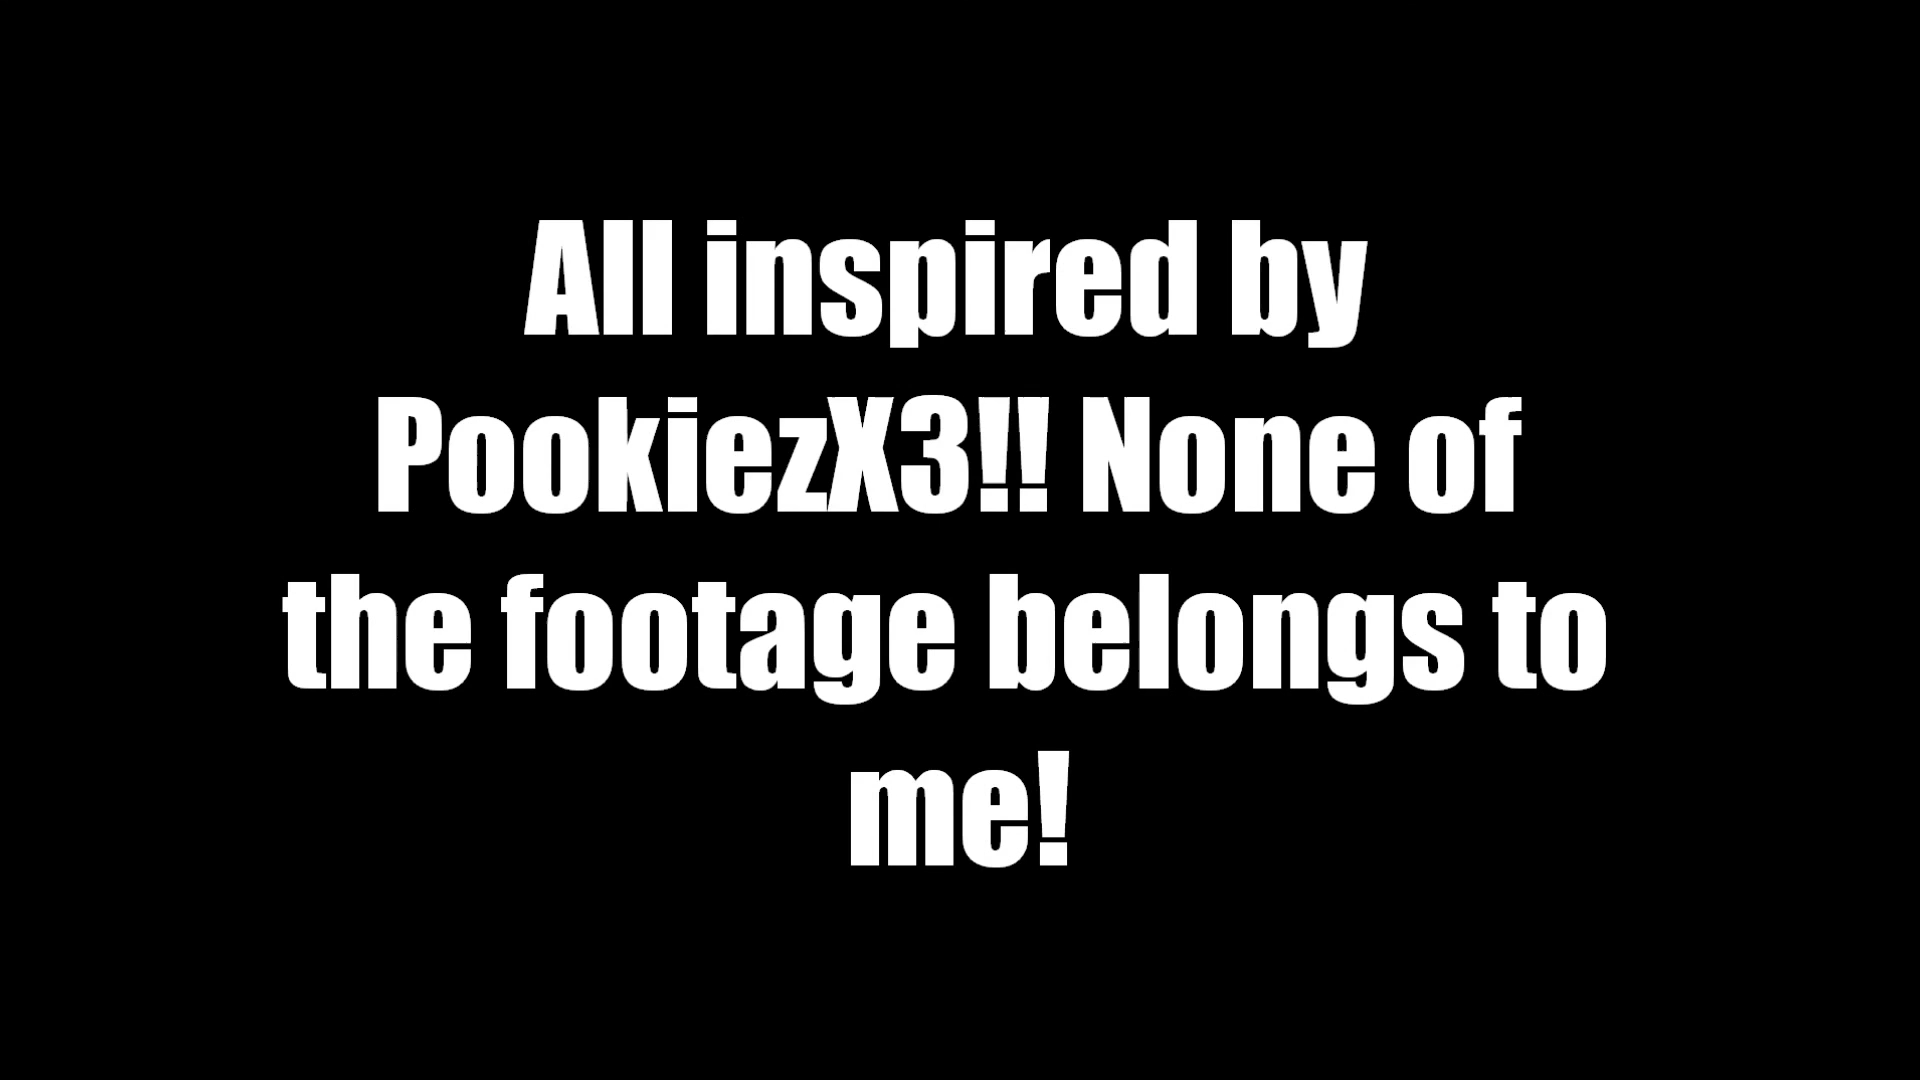 All inspired by
PookiezX3!! None of
the footage belongs to
me!